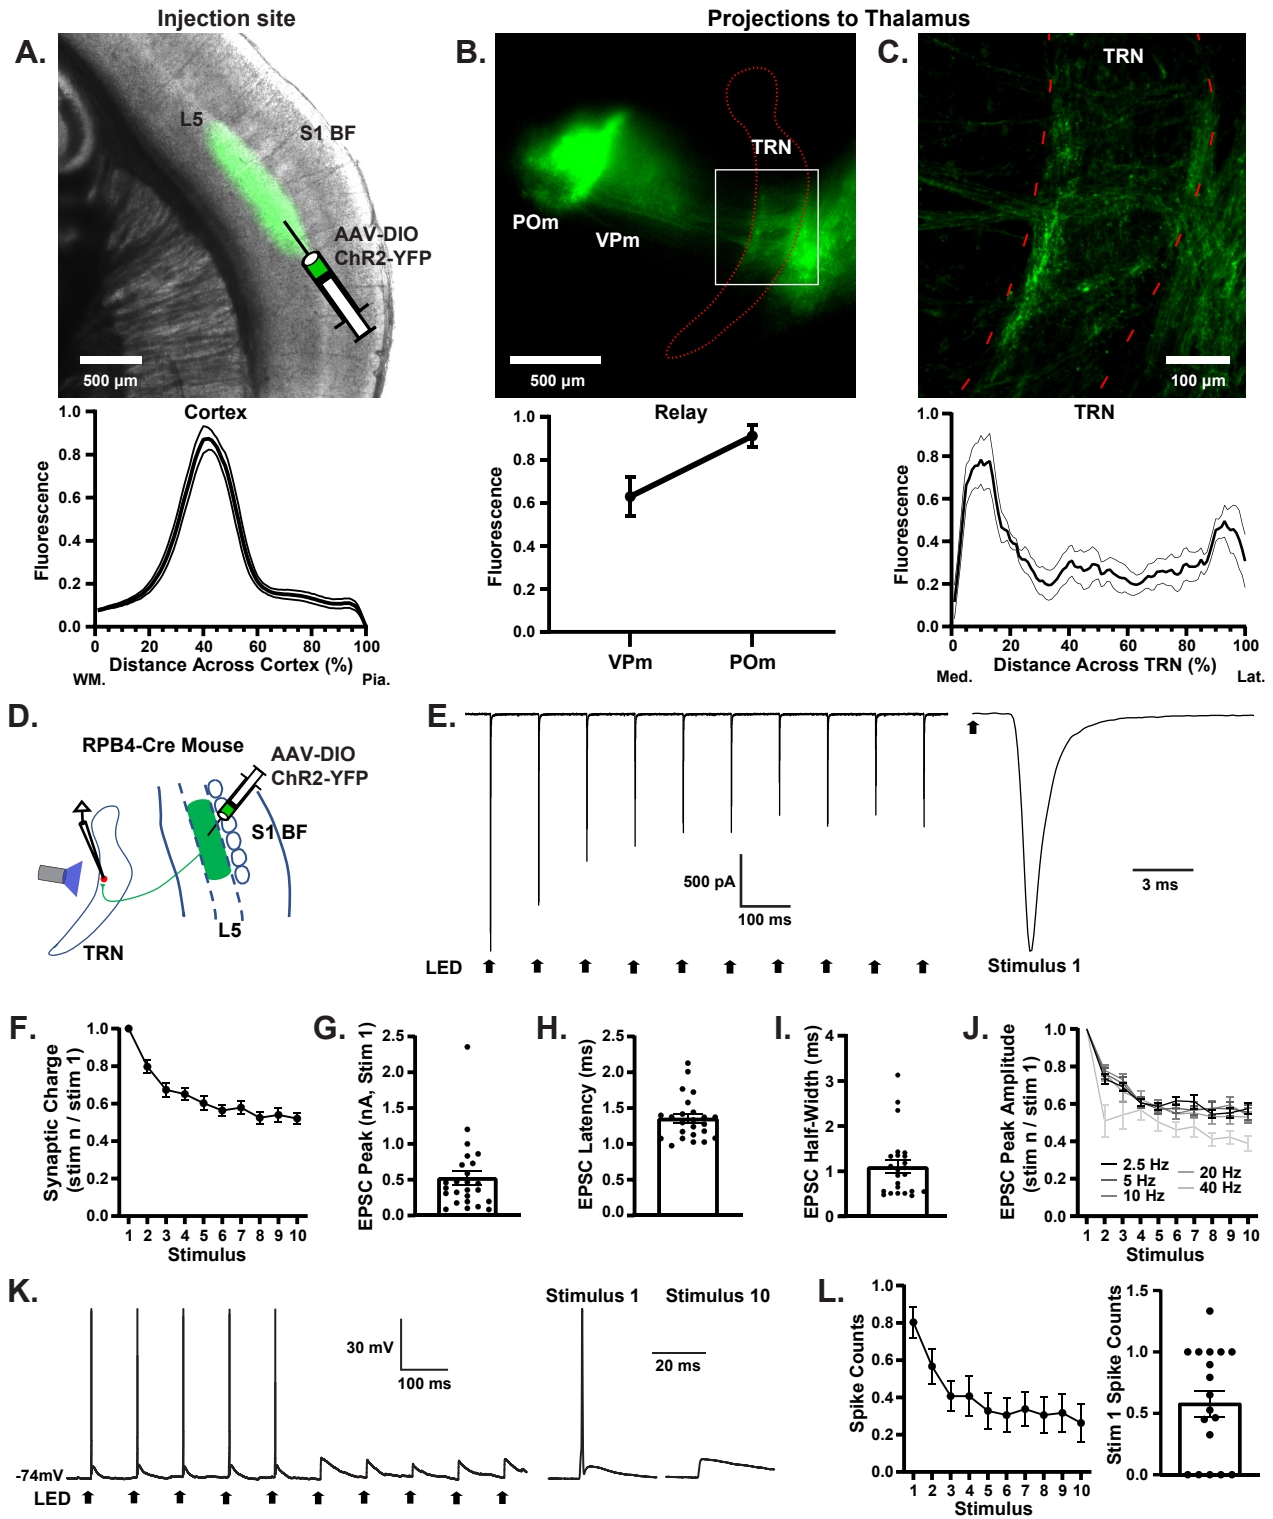 Injection site
Projections to Thalamus
A.
L5
S1 BF
AAV-DIO
ChR2-YFP
500 µm
B.
TRN
POm
VPm
500 µm
C.
TRN
100 µm
Cortex
Fluorescence
1.0
0.8
0.6
0.4
0.2
0.0
0
20
40
60
80
100
Distance Across Cortex (%)
WM.
Pia.
Relay
Fluorescence
1.0
0.8
0.6
0.4
0.2
0.0
VPm
POm
TRN
Fluorescence
1.0
0.8
0.6
0.4
0.2
0.0
0
20
40
60
80
100
Distance Across TRN (%)
Med.
Lat.
D.
RPB4-Cre Mouse
AAV-DIO
ChR2-YFP
S1 BF
L5
TRN
E.
500 pA
100 ms
3 ms
LED
Stimulus 1
F.
Synaptic Charge
(stim n / stim 1)
1.0
0.8
0.6
0.4
0.2
0.0
1 2 3 4 5 6 7 8 9 10
Stimulus
G.
EPSC Peak (nA, Stim 1)
2.5
2.0
1.5
1.0
0.5
0.0
H.
EPSC Latency (ms)
2.5
2.0
1.5
1.0
0.5
0.0
I.
EPSC Half-Width (ms)
4
3
2
1
0
J.
EPSC Peak Amplitude
(stim n / stim 1)
1.0
0.8
0.6
0.4
0.2
0.0
2.5 Hz
5 Hz
10 Hz
20 Hz
40 Hz
1 2 3 4 5 6 7 8 9 10
Stimulus
K.
30 mV
100 ms
-74mV
LED
Stimulus 1
Stimulus 10
20 ms
L.
Spike Counts
1.0
0.8
0.6
0.4
0.2
0.0
1 2 3 4 5 6 7 8 9 10
Stimulus
Stim 1 Spike Counts
1.5
1.0
0.5
0.0